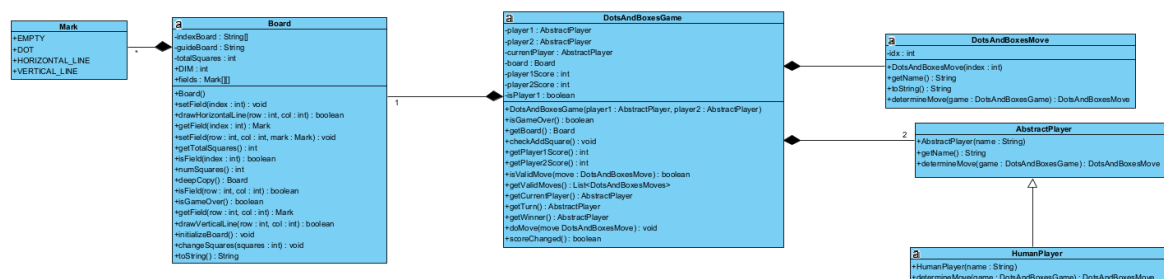 Mark
+EMPTY
+DOT
+HORIZONTAL_LINE
+VERTICAL_LINE
*
a
Board
-indexBoard : String[]
-guideBoard : String
-totalSquares : int
+DIM : int
+fields : Mark[][]
+Board()
+setField(index : int) : void
+drawHorizontalLine(row : int, col : int) : boolean
+getField(index : int) : Mark
+setField(row : int, col : int, mark : Mark) : void
+getTotalSquares() : int
+isField(index : int) : boolean
+numSquares() : int
+deepCopy() : Board
+isField(row : int, col : int) : boolean
+isGameOver() : boolean
+getField(row : int, col : int) : Mark
+drawVerticalLine(row : int, col : int) : boolean
+initializeBoard() : void
+changeSquares(squares : int) : void
+toString() : String
1
a
DotsAndBoxesGame
-player1 : AbstractPlayer
-player2 : AbstractPlayer
-currentPlayer : AbstractPlayer
-board : Board
-player1Score : int
-player2Score : int
-isPlayer1 : boolean
+DotsAndBoxesGame(player1 : AbstractPlayer, player2 : AbstractPlayer)
+isGameOver() : boolean
+getBoard() : Board
+checkAddSquare() : void
+getPlayer1Score() : int
+getPlayer2Score() : int
+isValidMove(move : DotsAndBoxesMove) : boolean
+getValidMoves() : List<DotsAndBoxesMoves>
+getCurrentPlayer() : AbstractPlayer
+getTurn() : AbstractPlayer
+getWinner() : AbstractPlayer
+doMove(move DotsAndBoxesMove) : void
+scoreChanged() : boolean
a
DotsAndBoxesMove
-idx : int
+DotsAndBoxesMove(index : int)
+getName() : String
+toString() : String
+determineMove(game : DotsAndBoxesGame) : DotsAndBoxesMove
2
AbstractPlayer
+AbstractPlayer(name : String)
+getName() : String
+determineMove(game : DotsAndBoxesGame) : DotsAndBoxesMove
a
HumanPlayer
+HumanPlayer(name : String)
+determineMove(game : DotsAndBoxesGame) : DotsAndBoxesMove